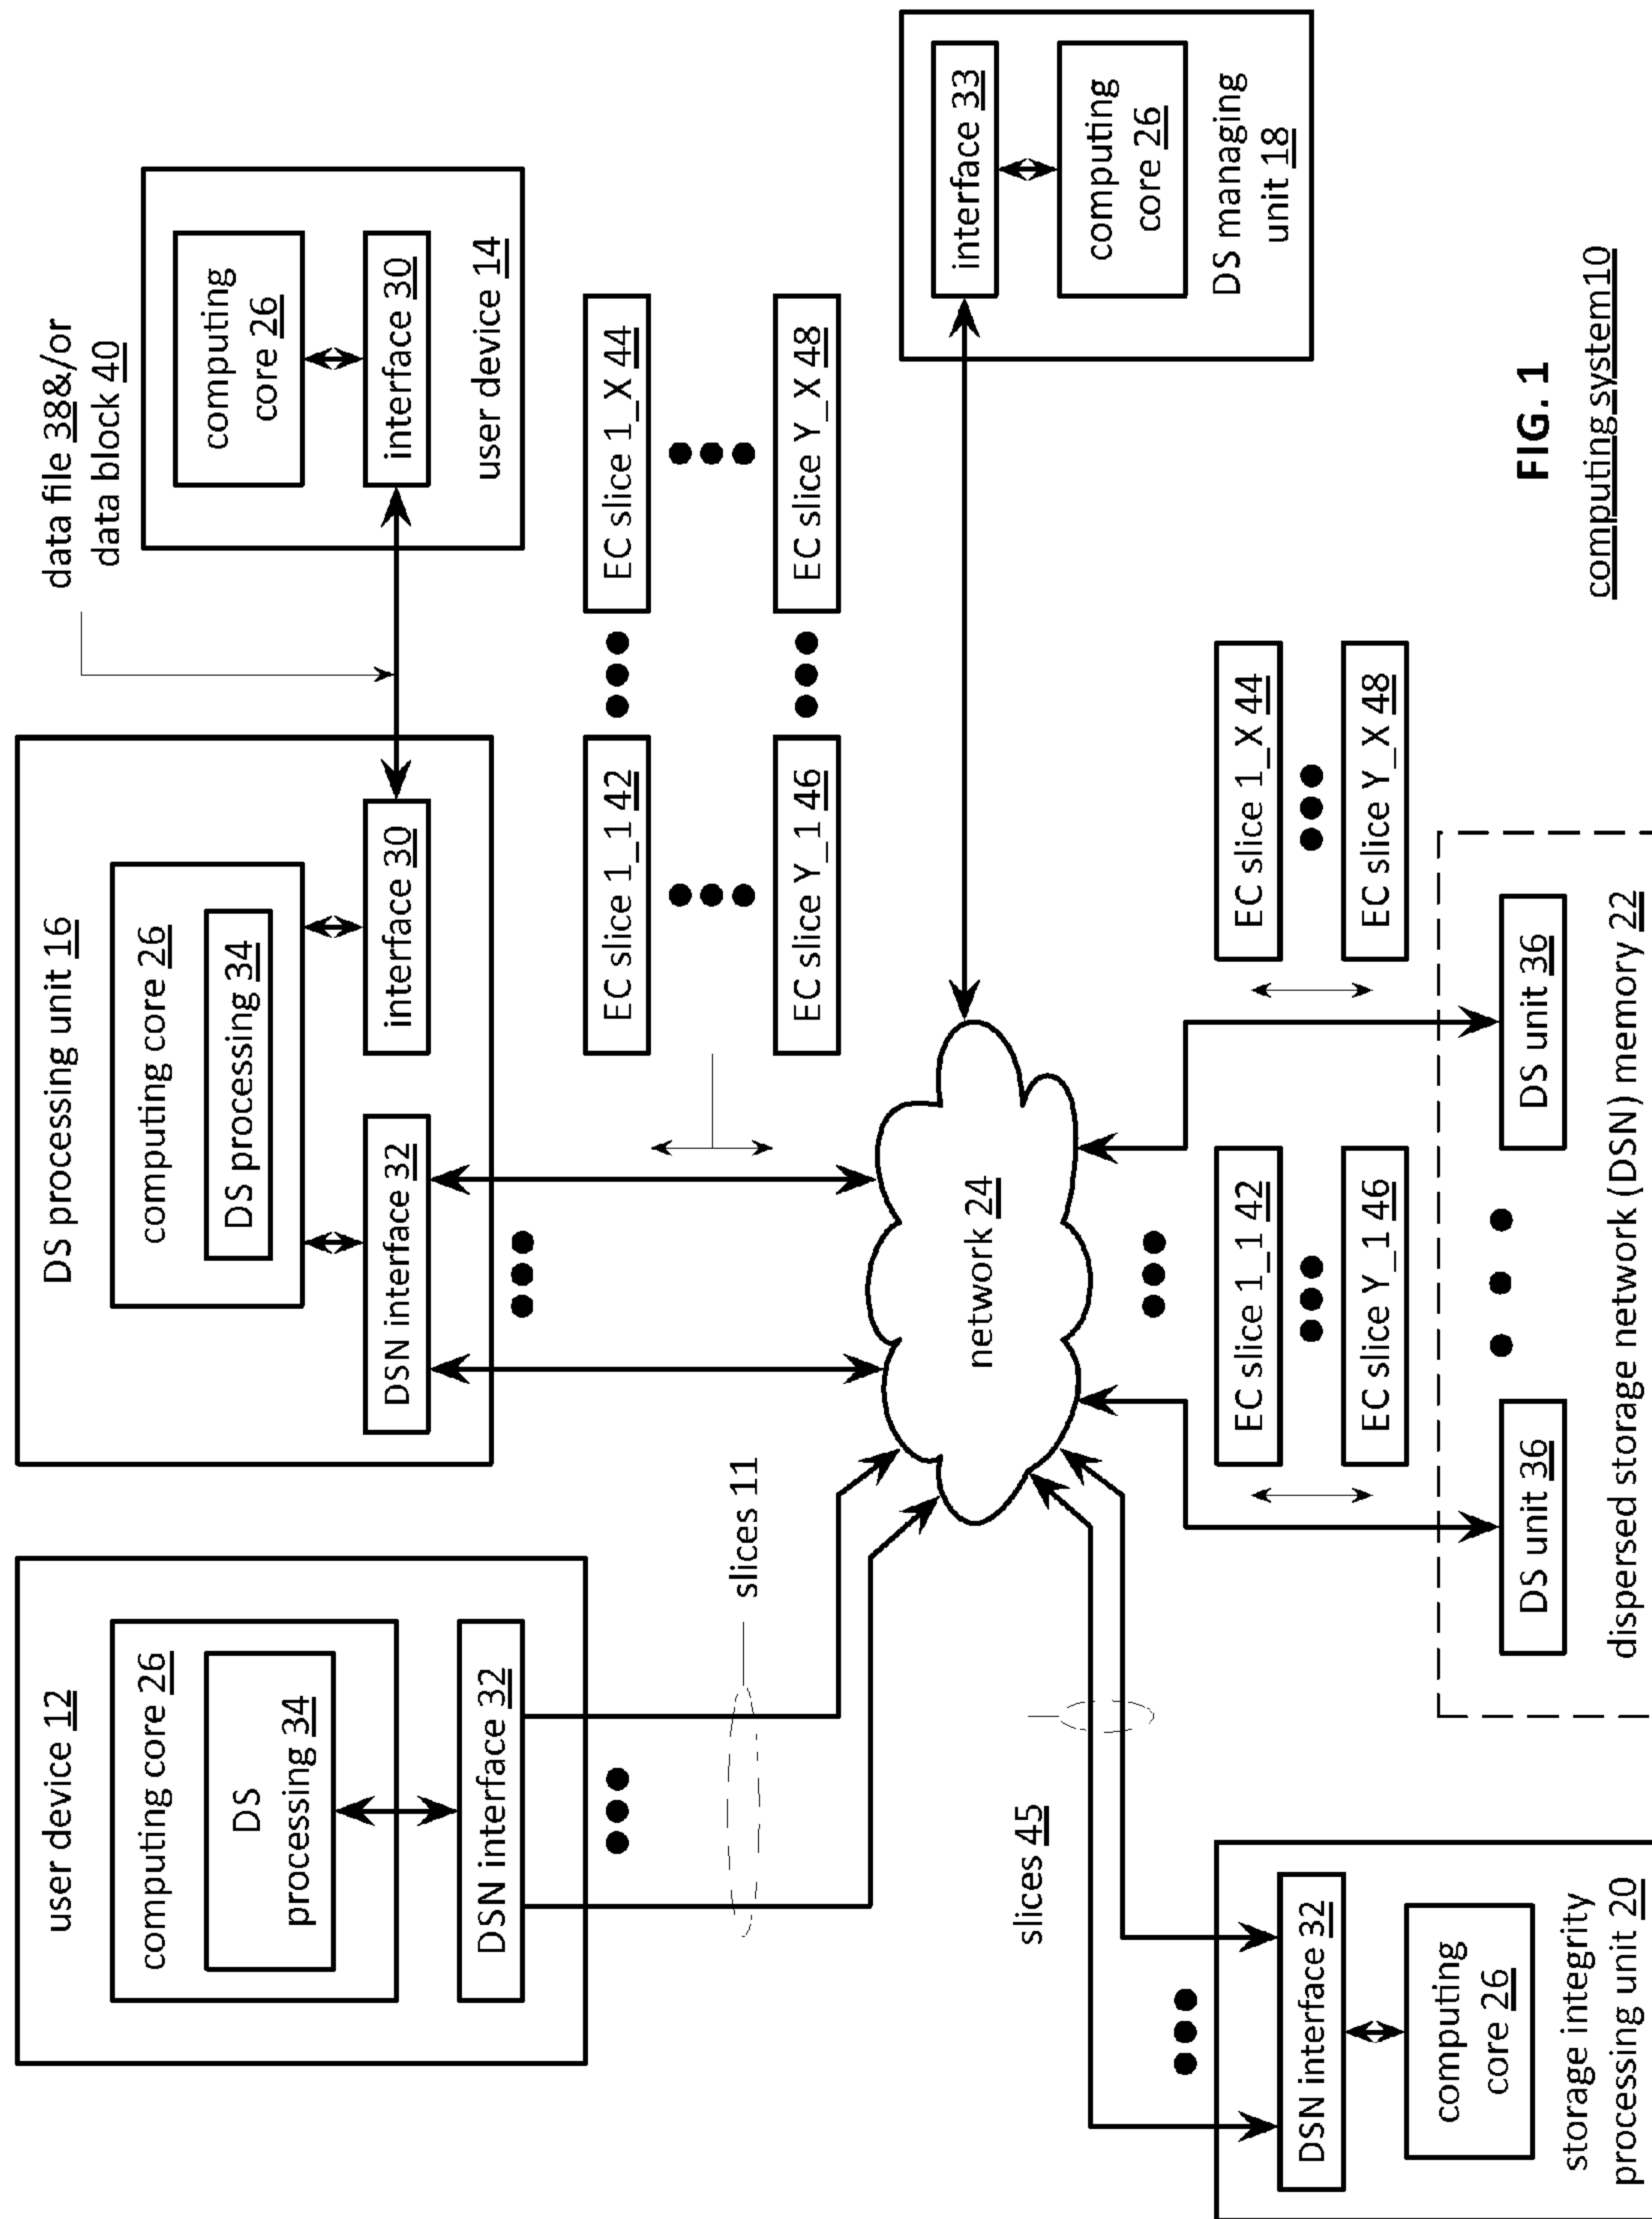 user device 12
computing core 26
DS
processing 34
DSN interface 32
slices 11
DS processing unit 16
computing core 26
DS processing 34
DSN interface 32
interface 30
data file 38&/or
data block 40
computing
core 26
interface 30
user device 14
EC slice 1_1 42
EC slice 1_X 44
EC slice Y_1 46
EC slice Y_X 48
network 24
interface 33
computing
core 26
DS managing
unit 18
slices 45
DSN interface 32
computing
core 26
storage integrity
processing unit 20
EC slice 1_1 42
EC slice Y_1 46
EC slice 1_X 44
EC slice Y_X 48
DS unit 36
DS unit 36
dispersed storage network (DSN) memory 22
FIG. 1
computing system10